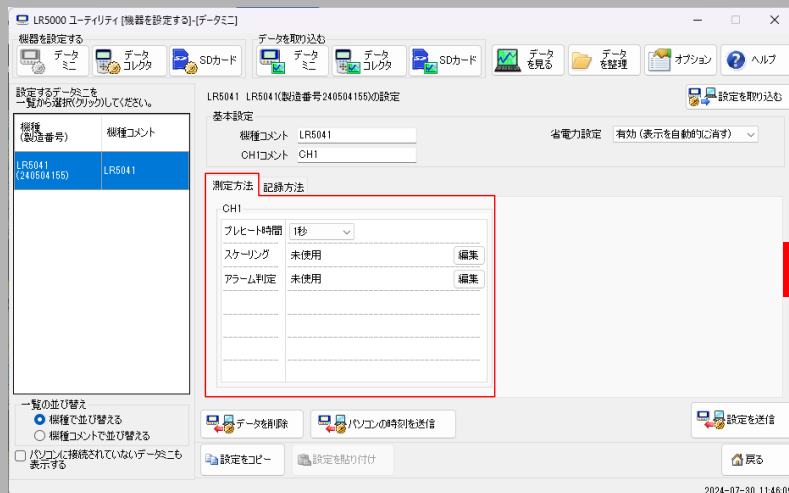 LR5000 ユーティリティ [機器を設定する]-[データミニ]
機器を設定する
データ
ミニ
データ
コレクタ
SDカード
データを取り込む
データ
ミニ
データ
コレクタ
SDカード
データ
を見る
データ
を整理
オプション
ヘルプ
設定するデータミニを
一覧から選択(クリック)してください。
機種
(製造番号)
機種コメント
LR5041
(240504155)
LR5041
LR5041 LR5041(製造番号240504155)の設定
設定を取り込む
基本設定
機種コメント LR5041
省電力設定 有効 (表示を自動的に消す)
CH1コメント CH1
測定方法 記録方法
CH1
プレヒート時間 1秒
スケーリング 未使用 編集
アラーム判定 未使用 編集
一覧の並び替え
機種で並び替える
機種コメントで並び替える
パソコンに接続されていないデータミニも
表示する
データを削除
パソコンの時刻を送信
設定を送信
設定をコピー
設定を貼り付け
戻る
2024-07-30 11:46:09